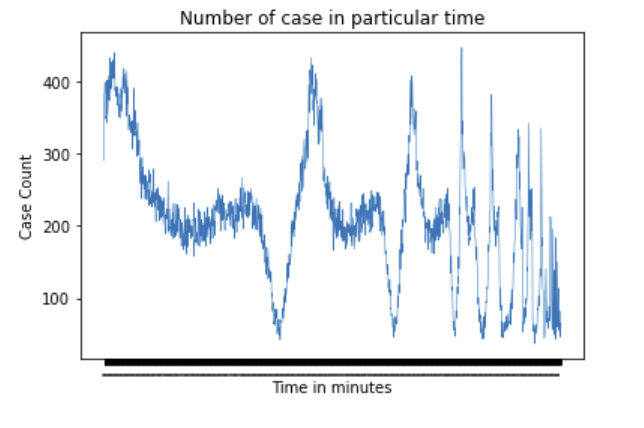 Number of case in particular time
400
300
200
100
Case Count
Time in minutes